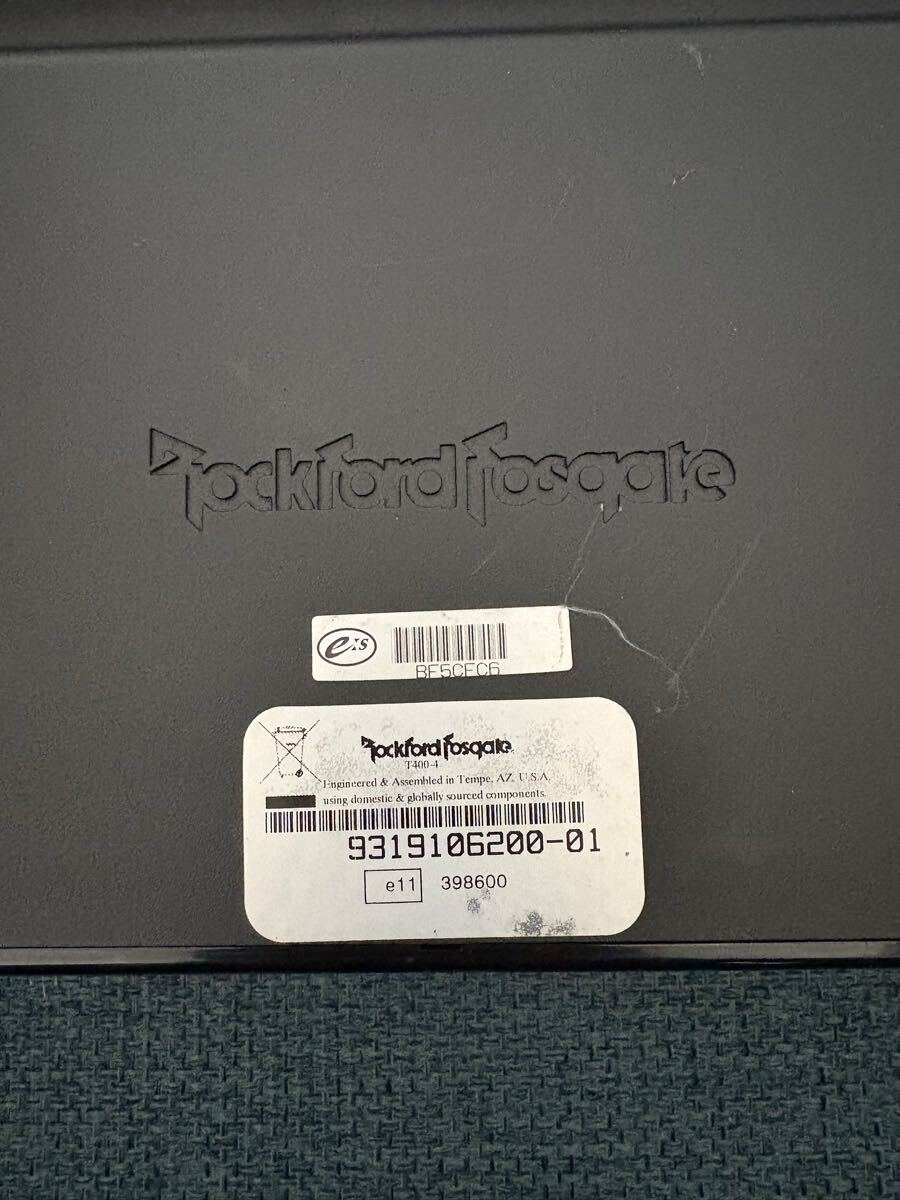 rockford fosgate
eis
BF5CFC6
rockford fosgate
T400-4
Engineered & Assembled in Tempe, AZ. U.S.A.
using domestic & globally sourced components.
9319106200-01
e11 398600